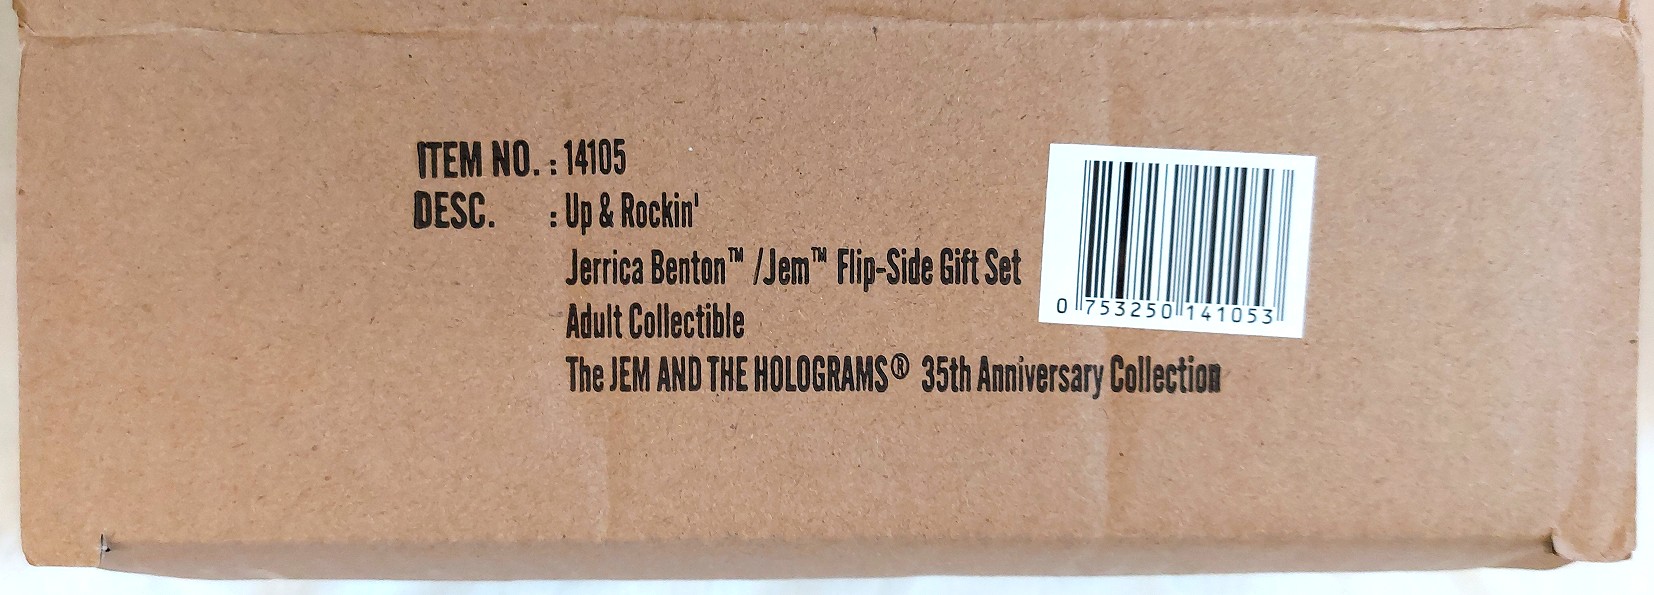 ITEM NO. : 14105
DESC. : Up & Rockin'
Jerrica Benton™ /Jem™ Flip-Side Gift Set
Adult Collectible
The JEM AND THE HOLOGRAMS® 35th Anniversary Collection
0 753250 141053